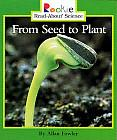 Rookie
Read-About Science
From Seed to Plant
By Allan Fowler